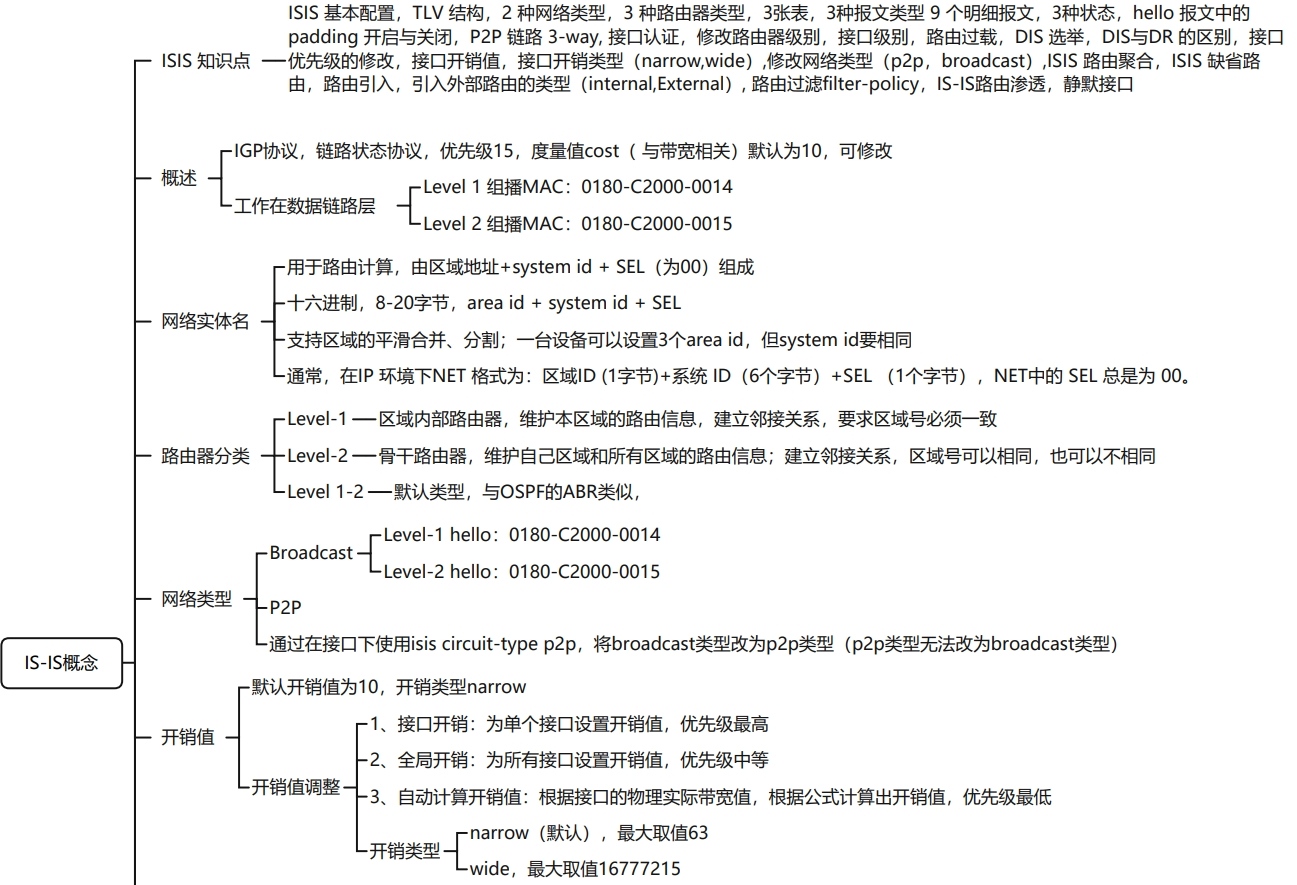 ISIS 知识点
ISIS 基本配置，TLV 结构，2 种网络类型，3 种路由器类型，3张表，3种报文类型 9 个明细报文，3种状态，hello 报文中的
padding 开启与关闭，P2P 链路 3-way, 接口认证，修改路由器级别，接口级别，路由过载，DIS 选举，DIS与DR 的区别，接口
优先级的修改，接口开销值，接口开销类型（narrow,wide）,修改网络类型（p2p，broadcast）,ISIS 路由聚合，ISIS 缺省路
由，路由引入，引入外部路由的类型（internal,External）, 路由过滤filter-policy，IS-IS路由渗透，静默接口
概述
IGP协议，链路状态协议，优先级15，度量值cost（ 与带宽相关）默认为10，可修改
工作在数据链路层
Level 1 组播MAC：0180-C2000-0014
Level 2 组播MAC：0180-C2000-0015
网络实体名
用于路由计算，由区域地址+system id + SEL（为00）组成
十六进制，8-20字节，area id + system id + SEL
支持区域的平滑合并、分割；一台设备可以设置3个area id，但system id要相同
通常，在IP 环境下NET 格式为：区域ID (1字节)+系统 ID（6个字节）+SEL （1个字节），NET中的 SEL 总是为 00。
路由器分类
Level-1
区域内部路由器，维护本区域的路由信息，建立邻接关系，要求区域号必须一致
Level-2
骨干路由器，维护自己区域和所有区域的路由信息；建立邻接关系，区域号可以相同，也可以不相同
Level 1-2
默认类型，与OSPF的ABR类似，
网络类型
Broadcast
Level-1 hello：0180-C2000-0014
Level-2 hello：0180-C2000-0015
P2P
通过在接口下使用isis circuit-type p2p，将broadcast类型改为p2p类型（p2p类型无法改为broadcast类型）
IS-IS概念
开销值
默认开销值为10，开销类型narrow
开销值调整
1、接口开销：为单个接口设置开销值，优先级最高
2、全局开销：为所有接口设置开销值，优先级中等
3、自动计算开销值：根据接口的物理实际带宽值，根据公式计算出开销值，优先级最低
开销类型
narrow（默认），最大取值63
wide，最大取值16777215